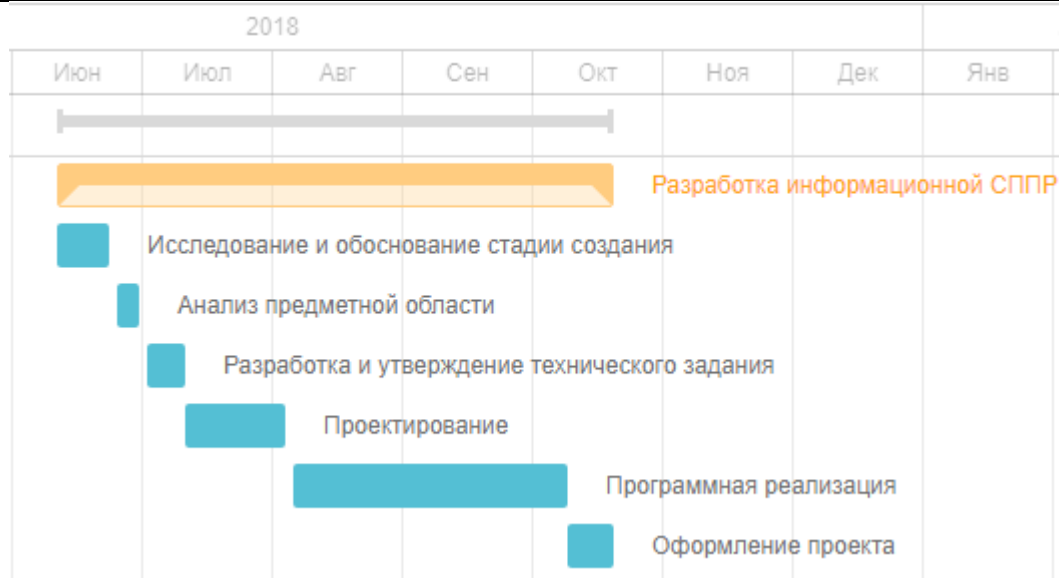 2018
Июн Июл Авг Сен Окт Ноя Дек Янв
Разработка информационной СППР
Исследование и обоснование стадии создания
Анализ предметной области
Разработка и утверждение технического задания
Проектирование
Программная реализация
Оформление проекта